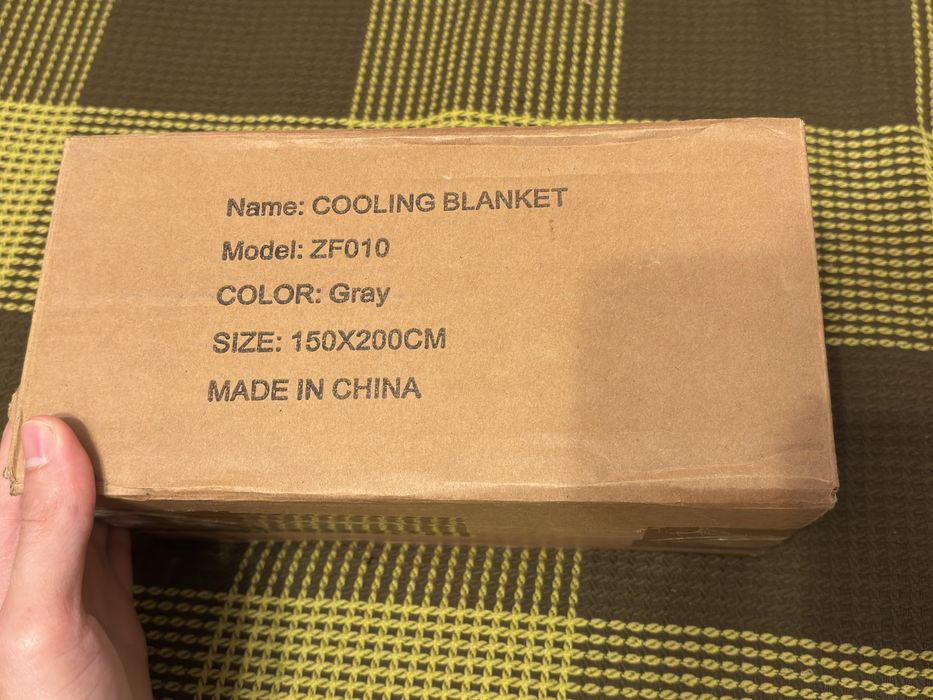 Name: COOLING BLANKET
Model: ZF010
COLOR: Gray
SIZE: 150X200CM
MADE IN CHINA